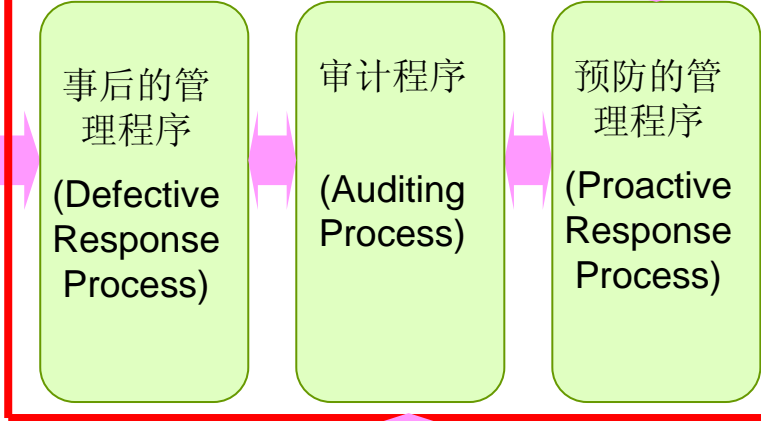 事后的管
理程序
(Defective
Response
Process)
审计程序
(Auditing
Process)
预防的管
理程序
(Proactive
Response
Process)